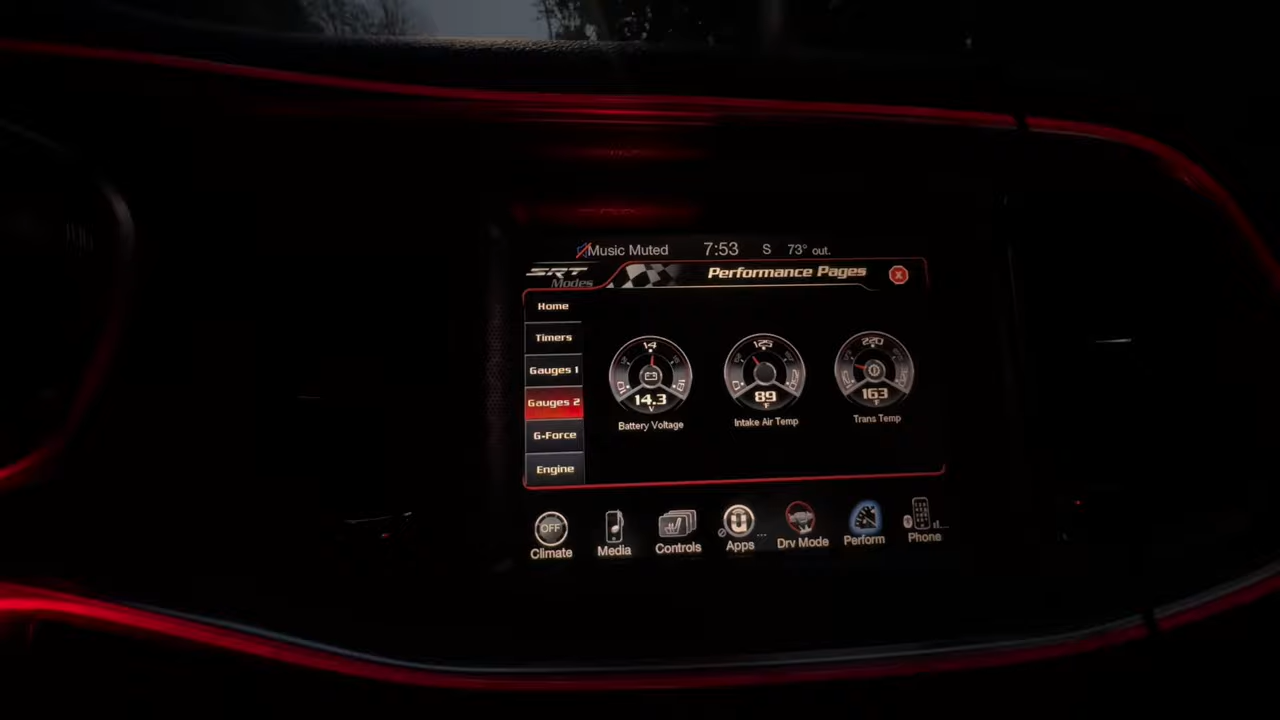 Music Muted 7:53 S 73° out.
SRT Performance Pages X
Modes
Home
Timers
Gauges 1
Gauges 2
G-Force
Engine
14 125 220
14.3 89 163
V F F
Battery Voltage Intake Air Temp Trans Temp
OFF
Climate Media Controls Apps Drv Mode Perform Phone